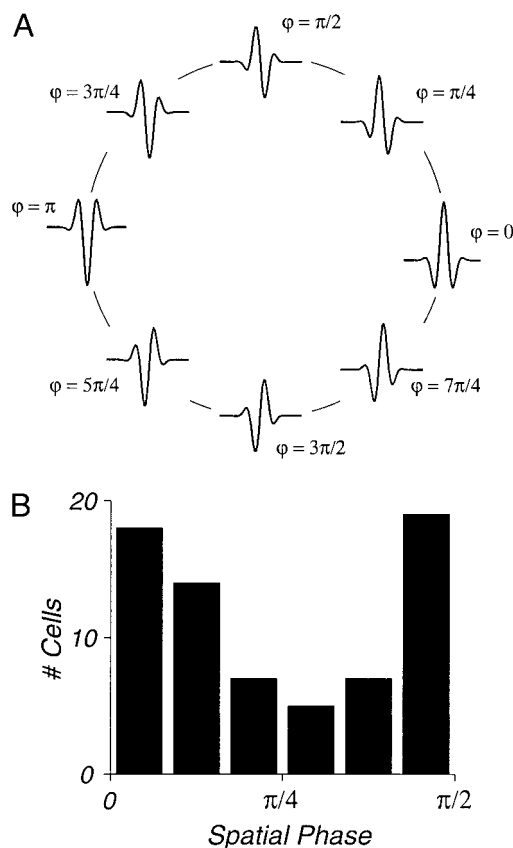 A
φ = π/2
φ = 3π/4
φ = π/4
φ = π
φ = 0
φ = 5π/4
φ = 7π/4
φ = 3π/2
B
20
10
0
# Cells
0
π/4
π/2
Spatial Phase